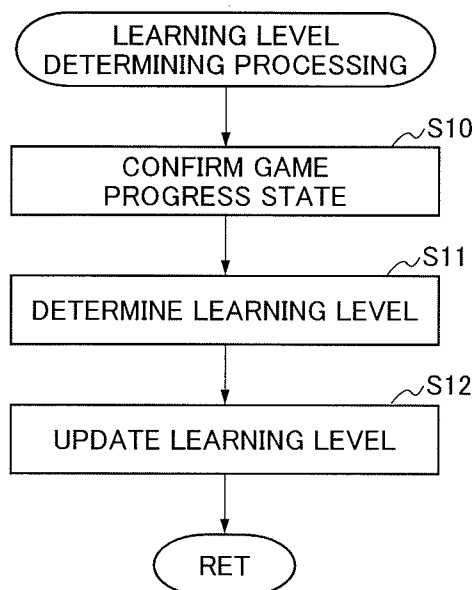 LEARNING LEVEL
DETERMINING PROCESSING
S10
CONFIRM GAME
PROGRESS STATE
S11
DETERMINE LEARNING LEVEL
S12
UPDATE LEARNING LEVEL
RET